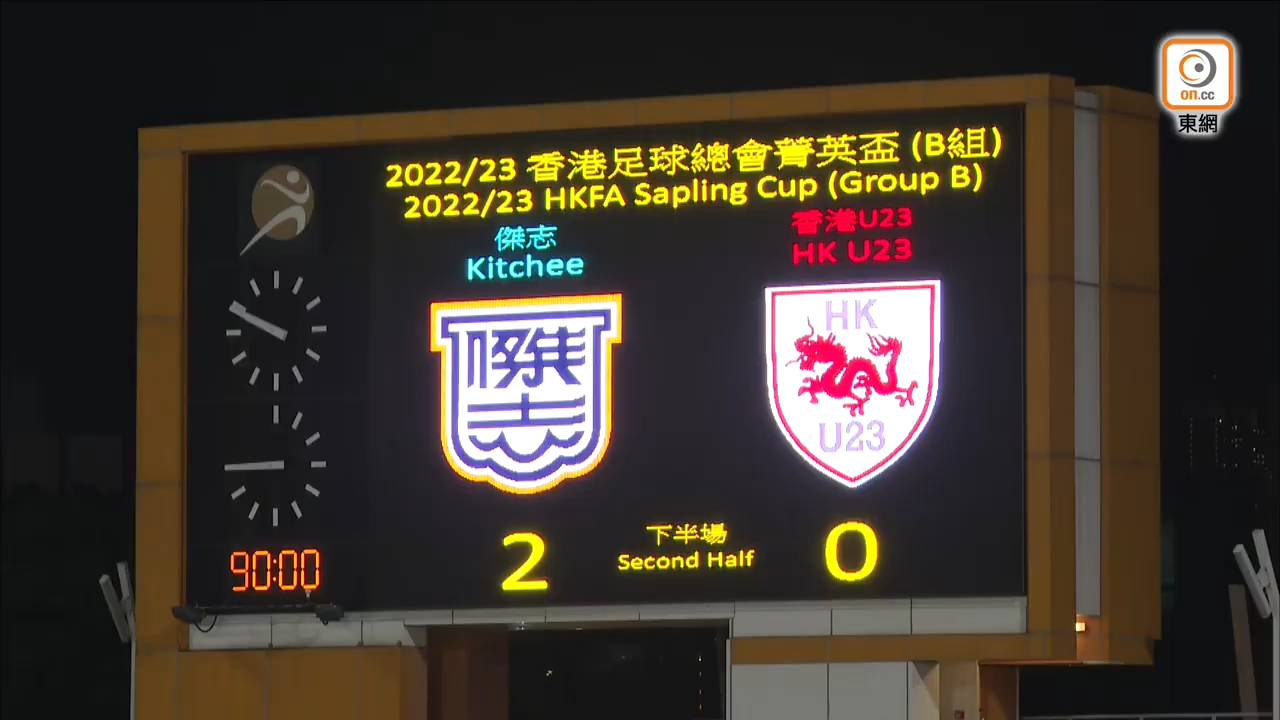 on.cc
東網
2022/23 香港足球總會菁英盃 (B組)
2022/23 HKFA Sapling Cup (Group B)
傑志
Kitchee
香港U23
HK U23
傑
志
HK
U23
2
下半場
Second Half
0
90:00